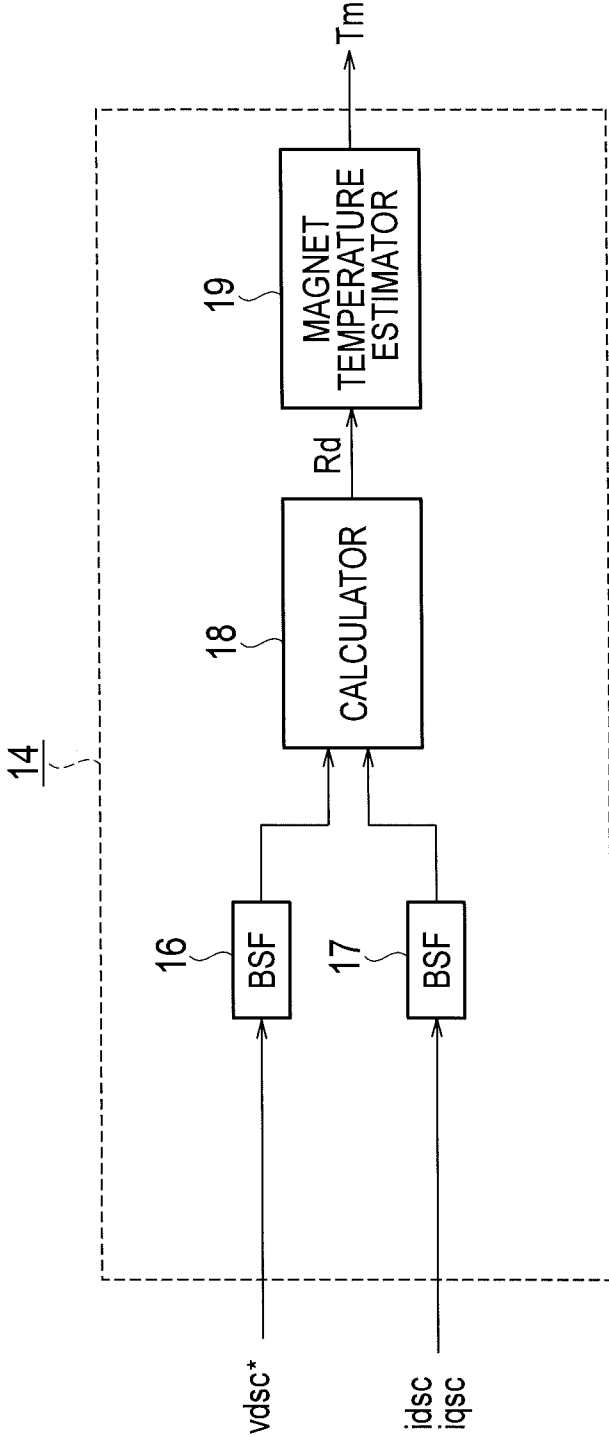 14
vdsc*
idsc
iqsc
16
BSF
17
BSF
18
CALCULATOR
Rd
19
MAGNET
TEMPERATURE
ESTIMATOR
Tm